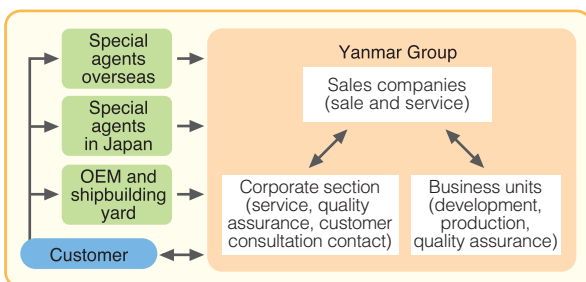 Special
agents
overseas
Special
agents
in Japan
OEM and
shipbuilding
yard
Customer
Yanmar Group
Sales companies
(sale and service)
Corporate section
(service, quality
assurance, customer
consultation contact)
Business units
(development,
production,
quality assurance)